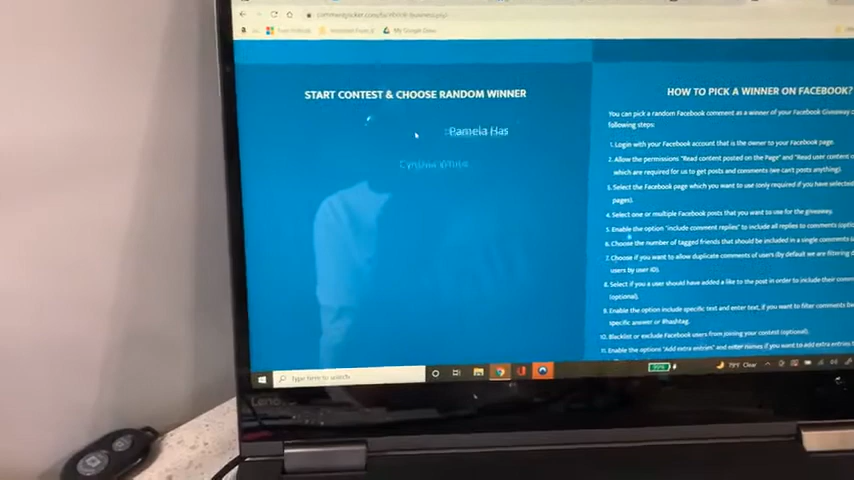 My Google Drive
START CONTEST & CHOOSE RANDOM WINNER
Pamela Has
Cynthia White
HOW TO PICK A WINNER ON FACEBOOK?
You can pick a random Facebook comment as a winner of your Facebook Giveaway
following steps:
1. Login with your Facebook account that is the owner to your Facebook page.
2. Allow the permissions "Read content posted on the Page" and "Read user content o
which are required for us to get posts and comments (we can't posts anything).
3. Select the Facebook page which you want to use (only required if you have selected
pages).
4. Select one or multiple Facebook posts that you want to use for the giveaway.
5. Enable the option "include comment replies" to include all replies to comments (optio
6. Choose the number of tagged friends that should be included in a single comments
7. Choose if you want to allow duplicate comments of users (by default we are filtering
users by user ID).
8. Select if a user should have added a like to the post in order to include their comme
(optional).
9. Enable the option include specific text and enter text, if you want to filter comments
specific answer or #hashtag.
10. Blacklist or exclude Facebook users from joining your contest (optional).
11. Enable the options "Add extra entries" and enter names if you want to add extra entries
Type here to search
99%
79°F Clear
Lenovo